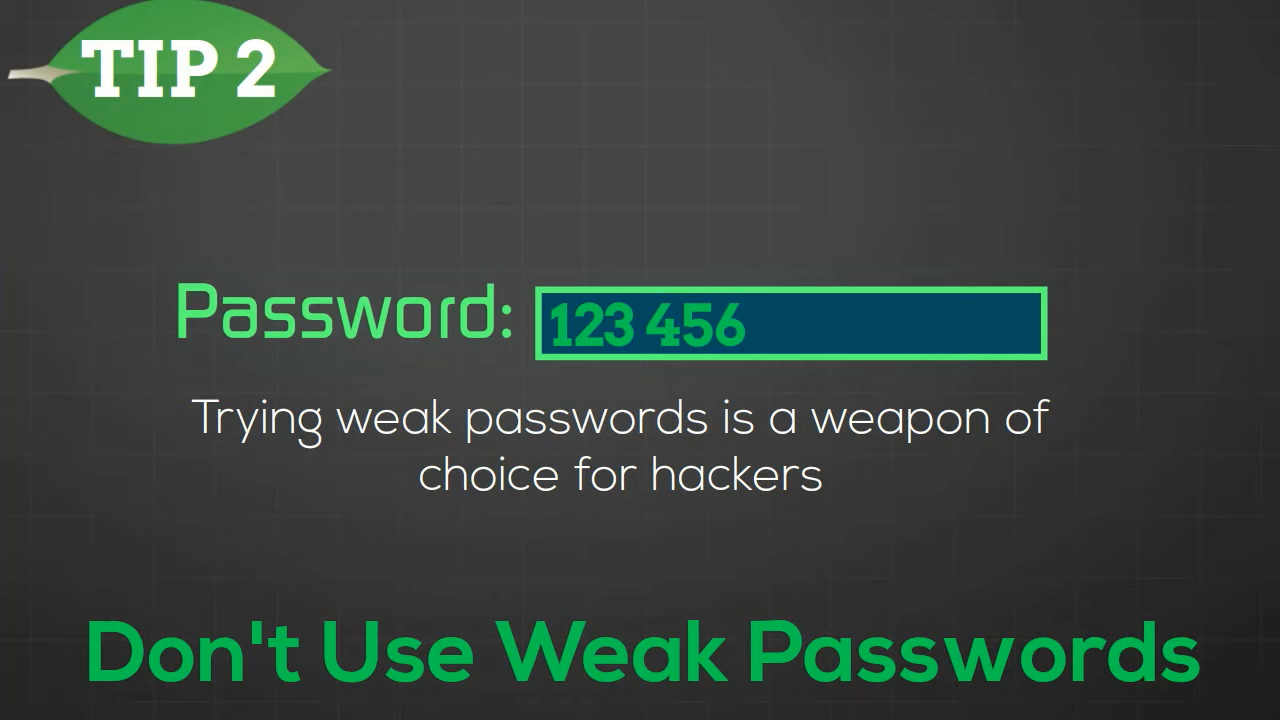 TIP 2
Password: 123 456
Trying weak passwords is a weapon of
choice for hackers
Don't Use Weak Passwords